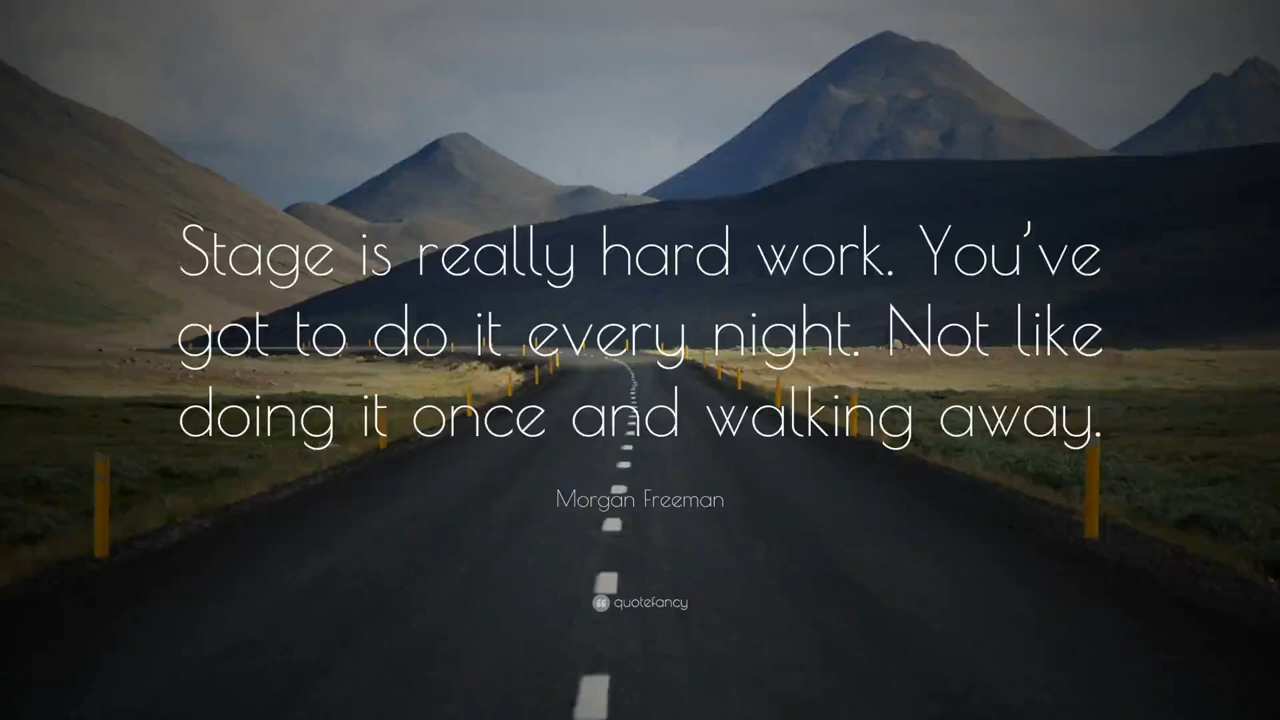 Stage is really hard work. You’ve
got to do it every night. Not like
doing it once and walking away.
Morgan Freeman
quotefancy